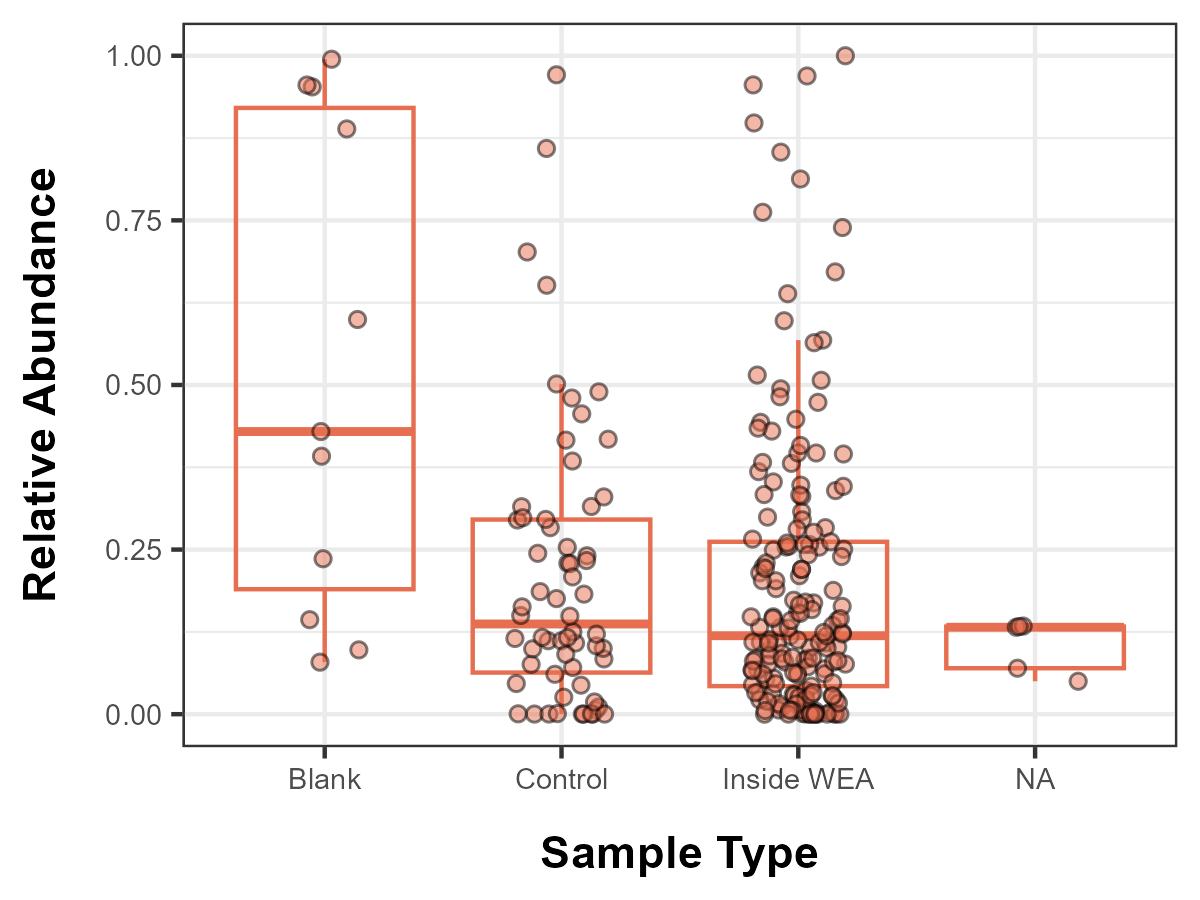 Relative Abundance
1.00
0.75
0.50
0.25
0.00
Blank
Control
Inside WEA
NA
Sample Type